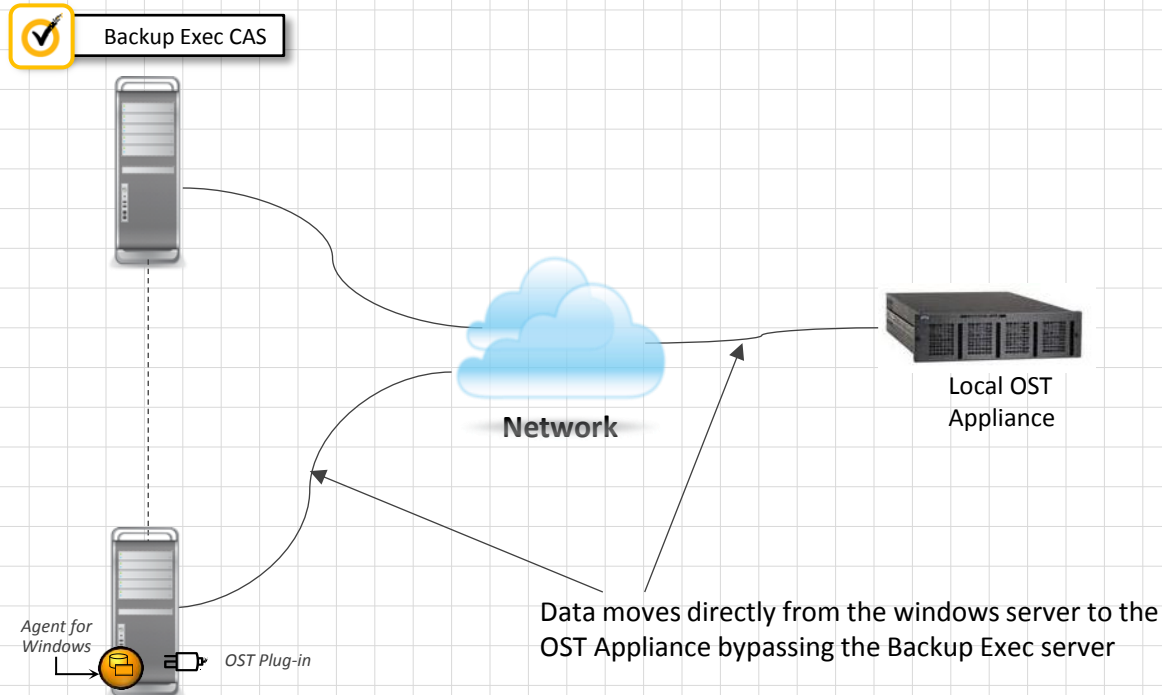 Backup Exec CAS
Network
Local OST
Appliance
Data moves directly from the windows server to the
OST Appliance bypassing the Backup Exec server
Agent for
Windows
OST Plug-in